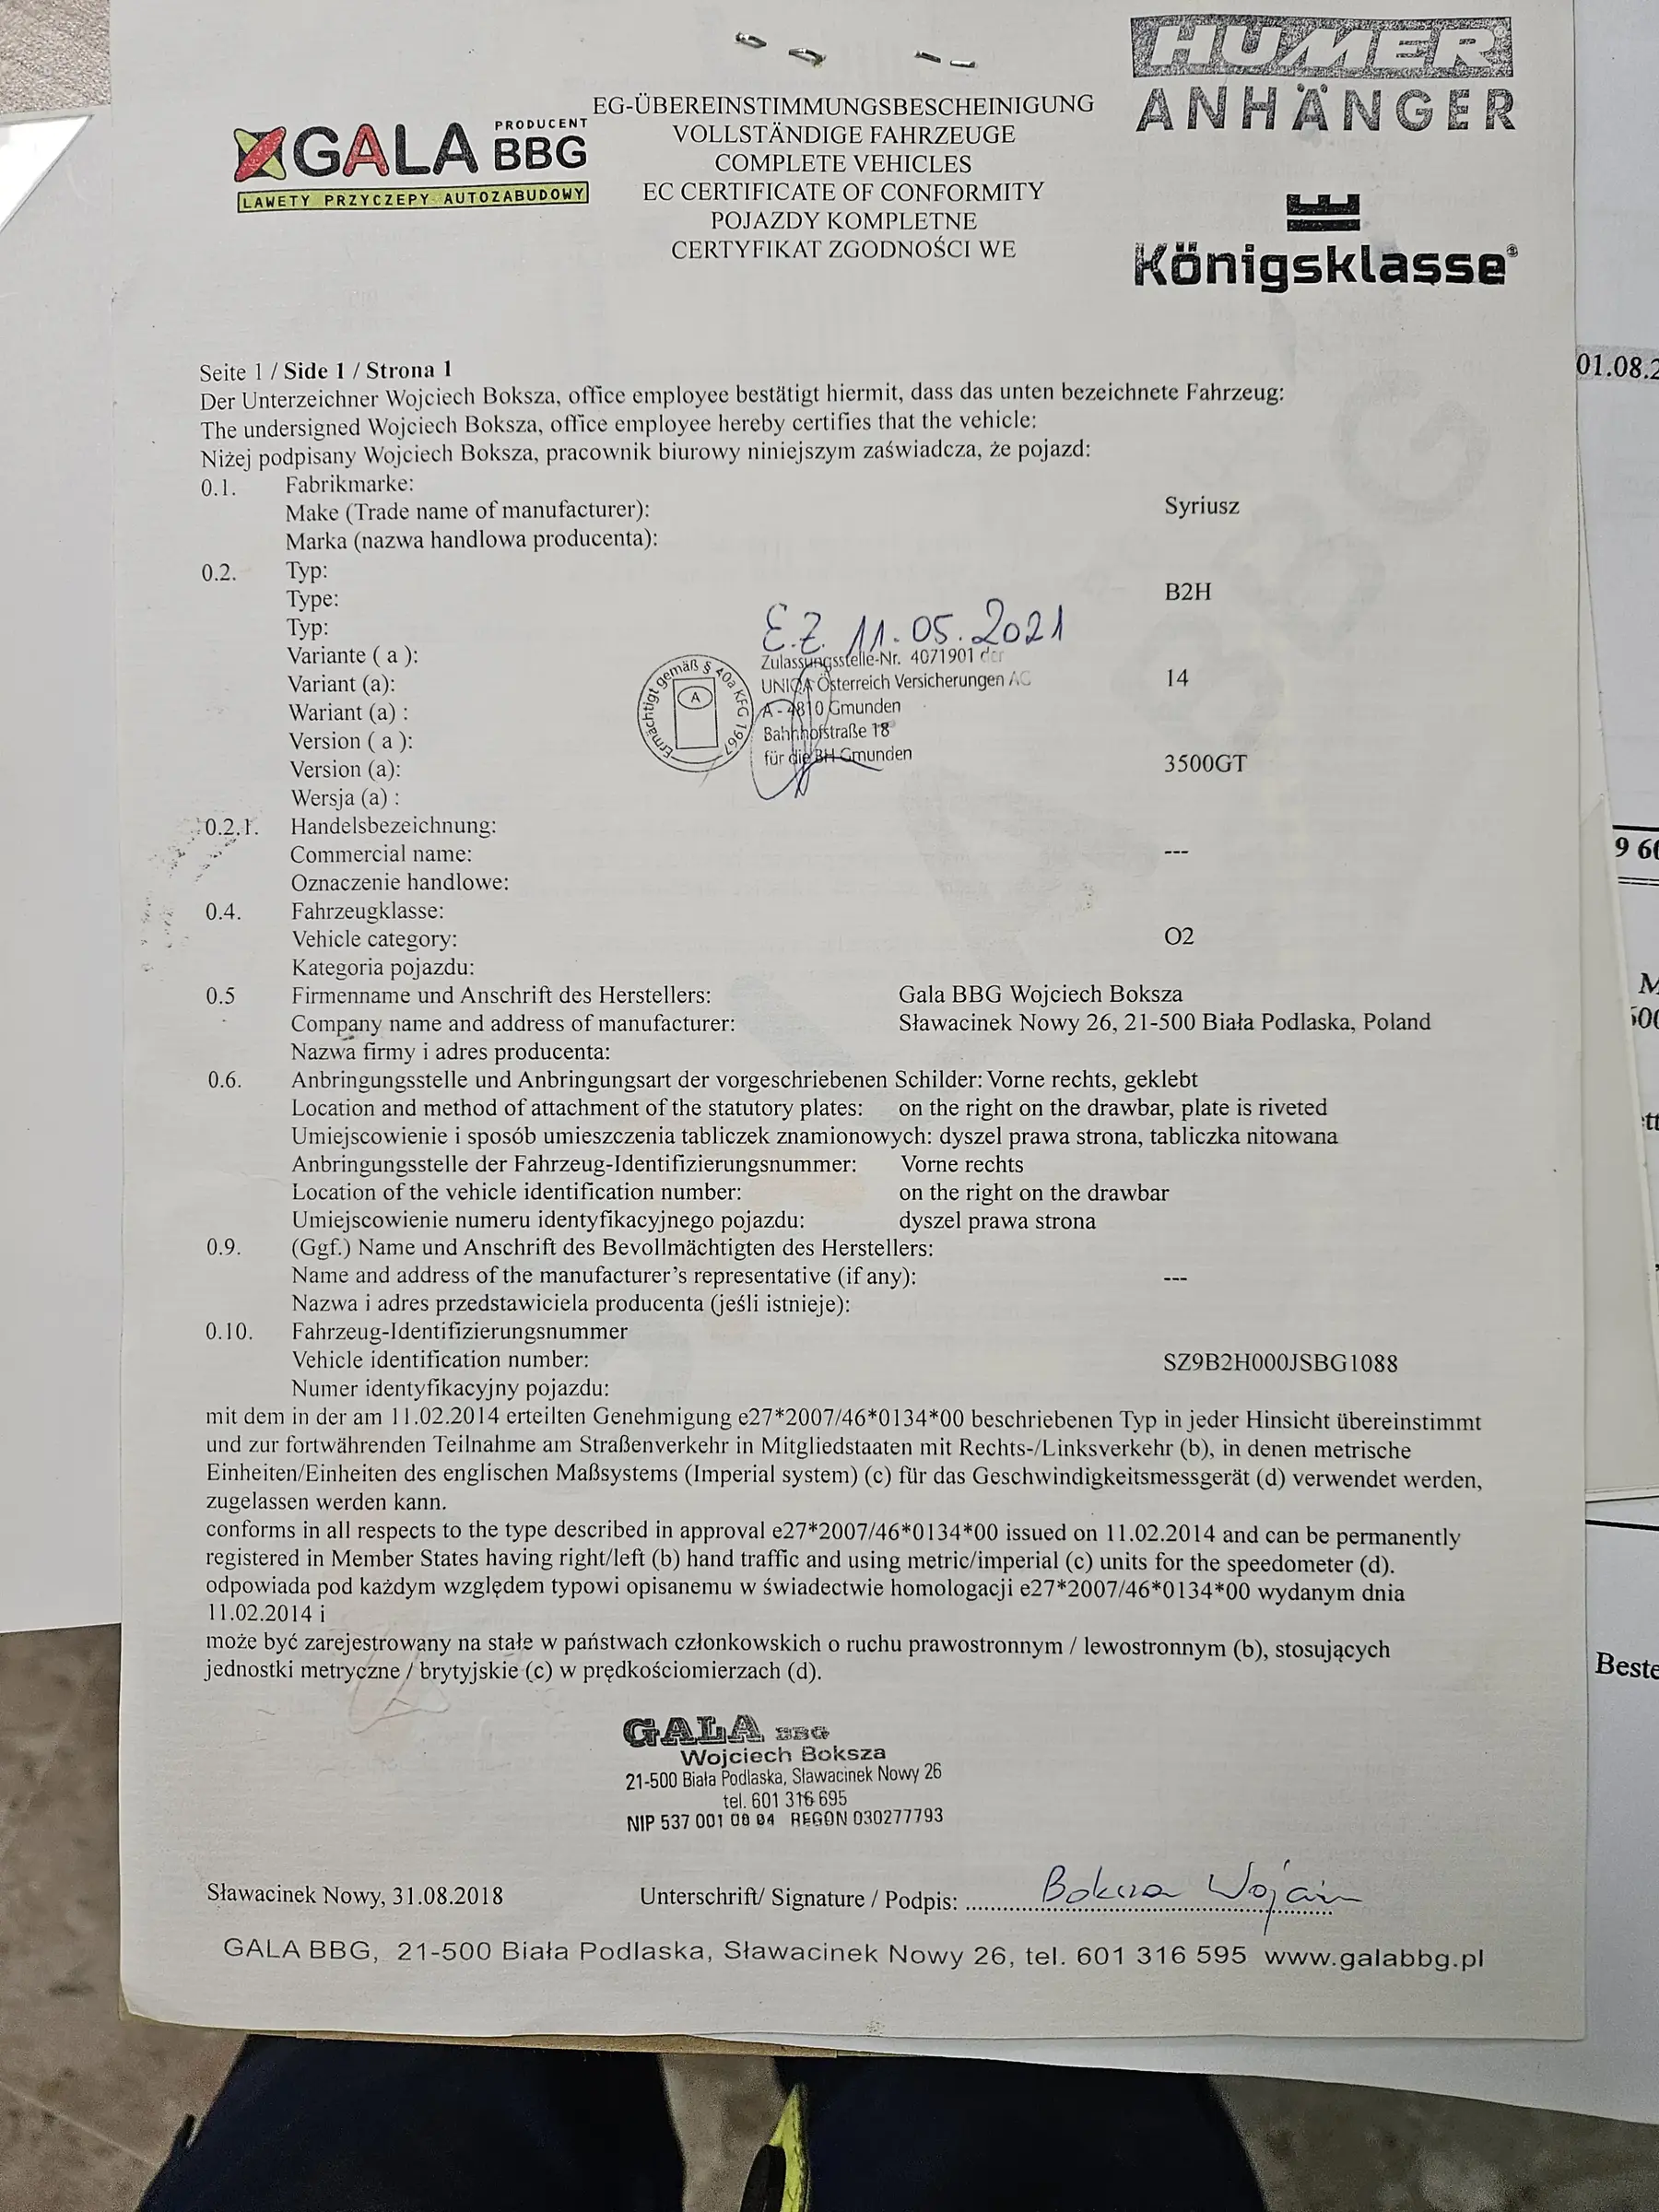 HUMER
ANHÄNGER
PRODUCENT
GALA BBG
LAWETY PRZYCZEPY AUTOZABUDOWY
EG-ÜBEREINSTIMMUNGSBESCHEINIGUNG
VOLLSTÄNDIGE FAHRZEUGE
COMPLETE VEHICLES
EC CERTIFICATE OF CONFORMITY
POJAZDY KOMPLETNE
CERTYFIKAT ZGODNOŚCI WE
Königsklasse®
Seite 1 / Side 1 / Strona 1
Der Unterzeichner Wojciech Boksza, office employee bestätigt hiermit, dass das unten bezeichnete Fahrzeug:
The undersigned Wojciech Boksza, office employee hereby certifies that the vehicle:
Niżej podpisany Wojciech Boksza, pracownik biurowy niniejszym zaświadcza, że pojazd:
0.1. Fabrikmarke:
Make (Trade name of manufacturer): Syriusz
Marka (nazwa handlowa producenta):
0.2. Typ:
Type: B2H
Typ:
E.Z. 11.05.2021
Variante ( a ):
Variant (a): 14
Wariant (a) :
Version ( a ):
Version (a): 3500GT
Wersja (a) :
Ermächtigt gemäß § 40a KFG 1967
A
Zulassungsstelle-Nr. 4071901 der
UNIQA Österreich Versicherungen AG
A - 4810 Gmunden
Bahnhofstraße 18
für die BH Gmunden
0.2.1. Handelsbezeichnung:
Commercial name: ---
Oznaczenie handlowe:
0.4. Fahrzeugklasse:
Vehicle category: O2
Kategoria pojazdu:
0.5 Firmenname und Anschrift des Herstellers: Gala BBG Wojciech Boksza
Company name and address of manufacturer: Sławacinek Nowy 26, 21-500 Biała Podlaska, Poland
Nazwa firmy i adres producenta:
0.6. Anbringungsstelle und Anbringungsart der vorgeschriebenen Schilder: Vorne rechts, geklebt
Location and method of attachment of the statutory plates: on the right on the drawbar, plate is riveted
Umiejscowienie i sposób umieszczenia tabliczek znamionowych: dyszel prawa strona, tabliczka nitowana
Anbringungsstelle der Fahrzeug-Identifizierungsnummer: Vorne rechts
Location of the vehicle identification number: on the right on the drawbar
Umiejscowienie numeru identyfikacyjnego pojazdu: dyszel prawa strona
0.9. (Ggf.) Name und Anschrift des Bevollmächtigten des Herstellers:
Name and address of the manufacturer's representative (if any): ---
Nazwa i adres przedstawiciela producenta (jeśli istnieje):
0.10. Fahrzeug-Identifizierungsnummer
Vehicle identification number: SZ9B2H000JSBG1088
Numer identyfikacyjny pojazdu:
mit dem in der am 11.02.2014 erteilten Genehmigung e27*2007/46*0134*00 beschriebenen Typ in jeder Hinsicht übereinstimmt
und zur fortwährenden Teilnahme am Straßenverkehr in Mitgliedstaaten mit Rechts-/Linksverkehr (b), in denen metrische
Einheiten/Einheiten des englischen Maßsystems (Imperial system) (c) für das Geschwindigkeitsmessgerät (d) verwendet werden,
zugelassen werden kann.
conforms in all respects to the type described in approval e27*2007/46*0134*00 issued on 11.02.2014 and can be permanently
registered in Member States having right/left (b) hand traffic and using metric/imperial (c) units for the speedometer (d).
odpowiada pod każdym względem typowi opisanemu w świadectwie homologacji e27*2007/46*0134*00 wydanym dnia
11.02.2014 i
może być zarejestrowany na stałe w państwach członkowskich o ruchu prawostronnym / lewostronnym (b), stosujących
jednostki metryczne / brytyjskie (c) w prędkościomierzach (d).
GALA BBG
Wojciech Boksza
21-500 Biała Podlaska, Sławacinek Nowy 26
tel. 601 316 695
NIP 537 001 REGON 030277793
Sławacinek Nowy, 31.08.2018 Unterschrift/ Signature / Podpis: Boksza
GALA BBG, 21-500 Biała Podlaska, Sławacinek Nowy 26, tel. 601 316 595 www.galabbg.pl
01.08.2
9 60
Beste